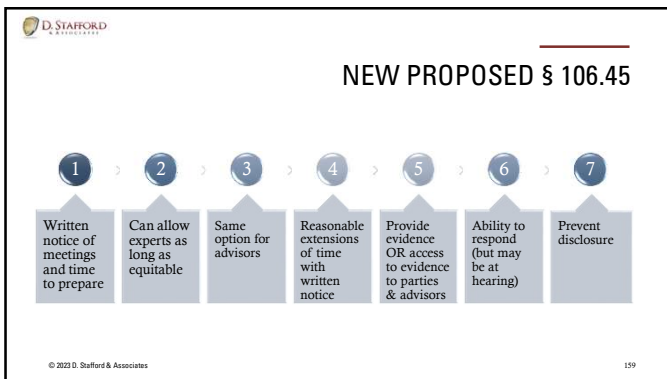 D. STAFFORD
& ASSOCIATES
NEW PROPOSED § 106.45
1
2
3
4
5
6
7
Written
notice of
meetings
and time
to prepare
Can allow
experts as
long as
equitable
Same
option for
advisors
Reasonable
extensions
of time
with
written
notice
Provide
evidence
OR access
to evidence
to parties
& advisors
Ability to
respond
(but may
be at
hearing)
Prevent
disclosure
© 2023 D. Stafford & Associates
159